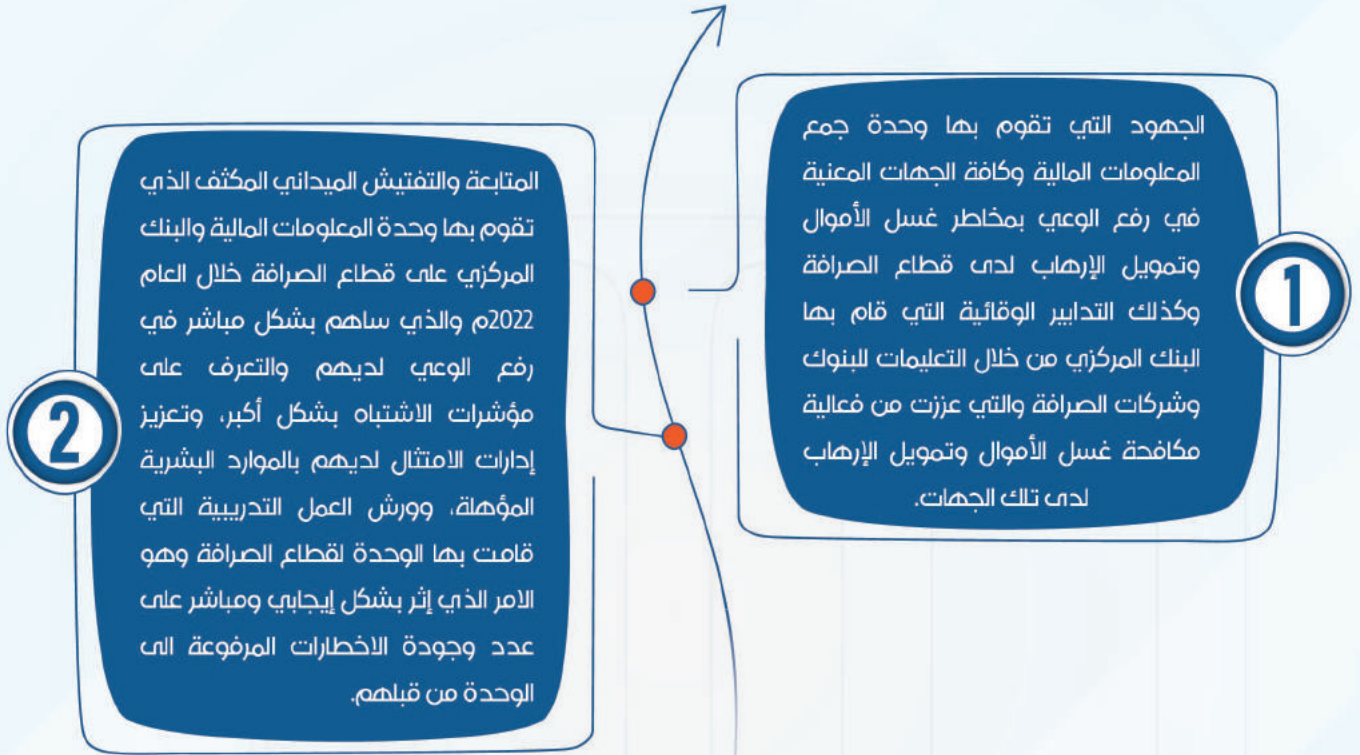 1
الجهود التي تقوم بها وحدة جمع
المعلومات المالية وكافة الجهات المعنية
في رفع الوعي بمخاطر غسل الأموال
وتمويل الإرهاب لدى قطاع الصرافة
وكذلك التدابير الوقائية التي قام بها
البنك المركزي من خلال التعليمات للبنوك
وشركات الصرافة والتي عززت من فعالية
مكافحة غسل الأموال وتمويل الإرهاب
لدى تلك الجهات.
2
المتابعة والتفتيش الميداني المكثف الذي
تقوم بها وحدة المعلومات المالية والبنك
المركزي على قطاع الصرافة خلال العام
2022م والذي ساهم بشكل مباشر في
رفع الوعي لديهم والتعرف على
مؤشرات الاشتباه بشكل أكبر، وتعزيز
إدارات الامتثال لديهم بالموارد البشرية
المؤهلة، وورش العمل التدريبية التي
قامت بها الوحدة لقطاع الصرافة وهو
الامر الذي إثر بشكل إيجابي ومباشر على
عدد وجودة الاخطارات المرفوعة الى
الوحدة من قبلهم.